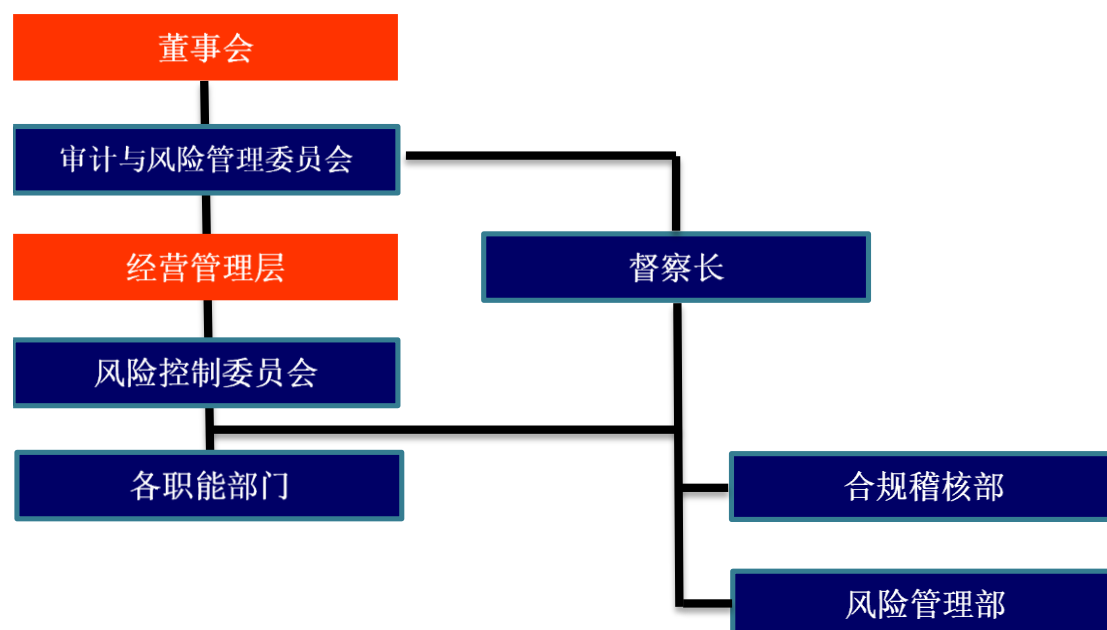 董事会
审计与风险管理委员会
经营管理层
督察长
风险控制委员会
各职能部门
合规稽核部
风险管理部